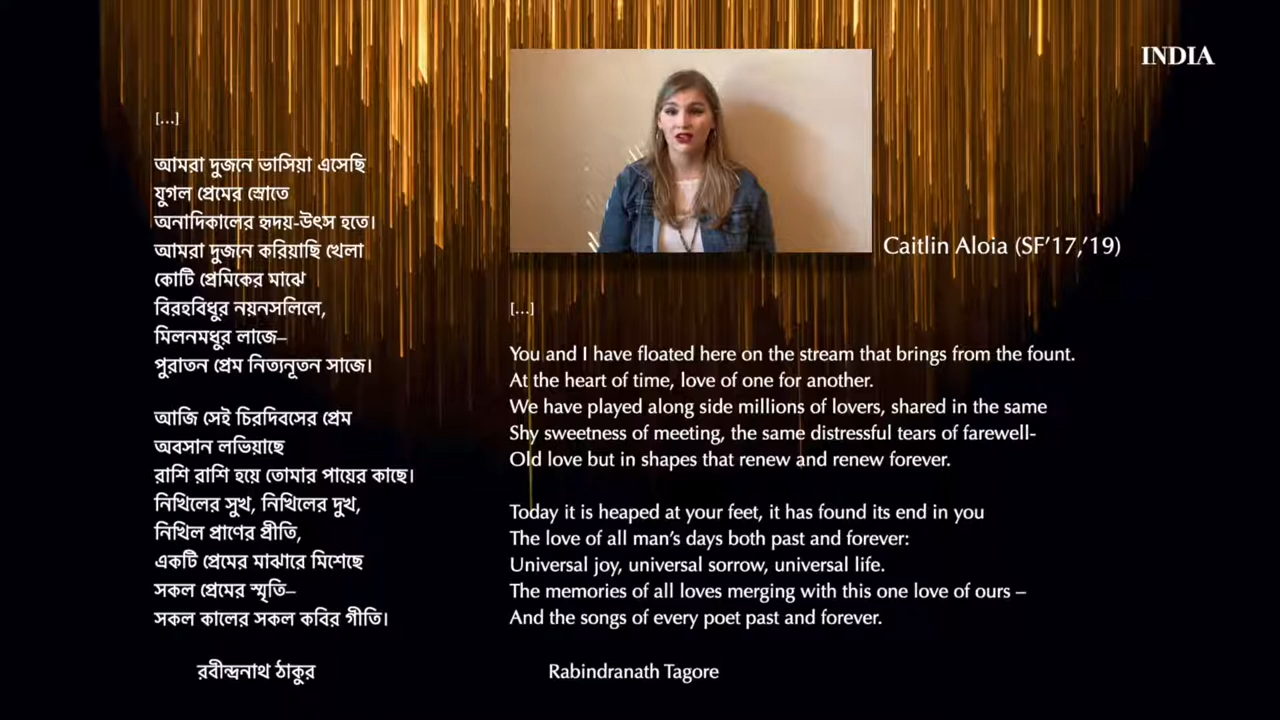 INDIA
[...]
আমরা দুজনে ভাসিয়া এসেছি
যুগল প্রেমের স্রোতে
অনাদিকালের হৃদয়-উৎস হতে।
আমরা দুজনে করিয়াছি খেলা
কোটি প্রেমিকের মাঝে
বিরহবিধুর নয়নসলিলে,
মিলনমধুর লাজে–
পুরাতন প্রেম নিত্যনূতন সাজে।
আজি সেই চিরদিবসের প্রেম
অবসান লভিয়াছে
রাশি রাশি হয়ে তোমার পায়ের কাছে।
নিখিলের সুখ, নিখিলের দুখ,
নিখিল প্রাণের প্রীতি,
একটি প্রেমের মাঝারে মিশেছে
সকল প্রেমের স্মৃতি–
সকল কালের সকল কবির গীতি।
রবীন্দ্রনাথ ঠাকুর
Caitlin Aloia (SF’17,’19)
[...]
You and I have floated here on the stream that brings from the fount.
At the heart of time, love of one for another.
We have played along side millions of lovers, shared in the same
Shy sweetness of meeting, the same distressful tears of farewell-
Old love but in shapes that renew and renew forever.
Today it is heaped at your feet, it has found its end in you
The love of all man’s days both past and forever:
Universal joy, universal sorrow, universal life.
The memories of all loves merging with this one love of ours –
And the songs of every poet past and forever.
Rabindranath Tagore